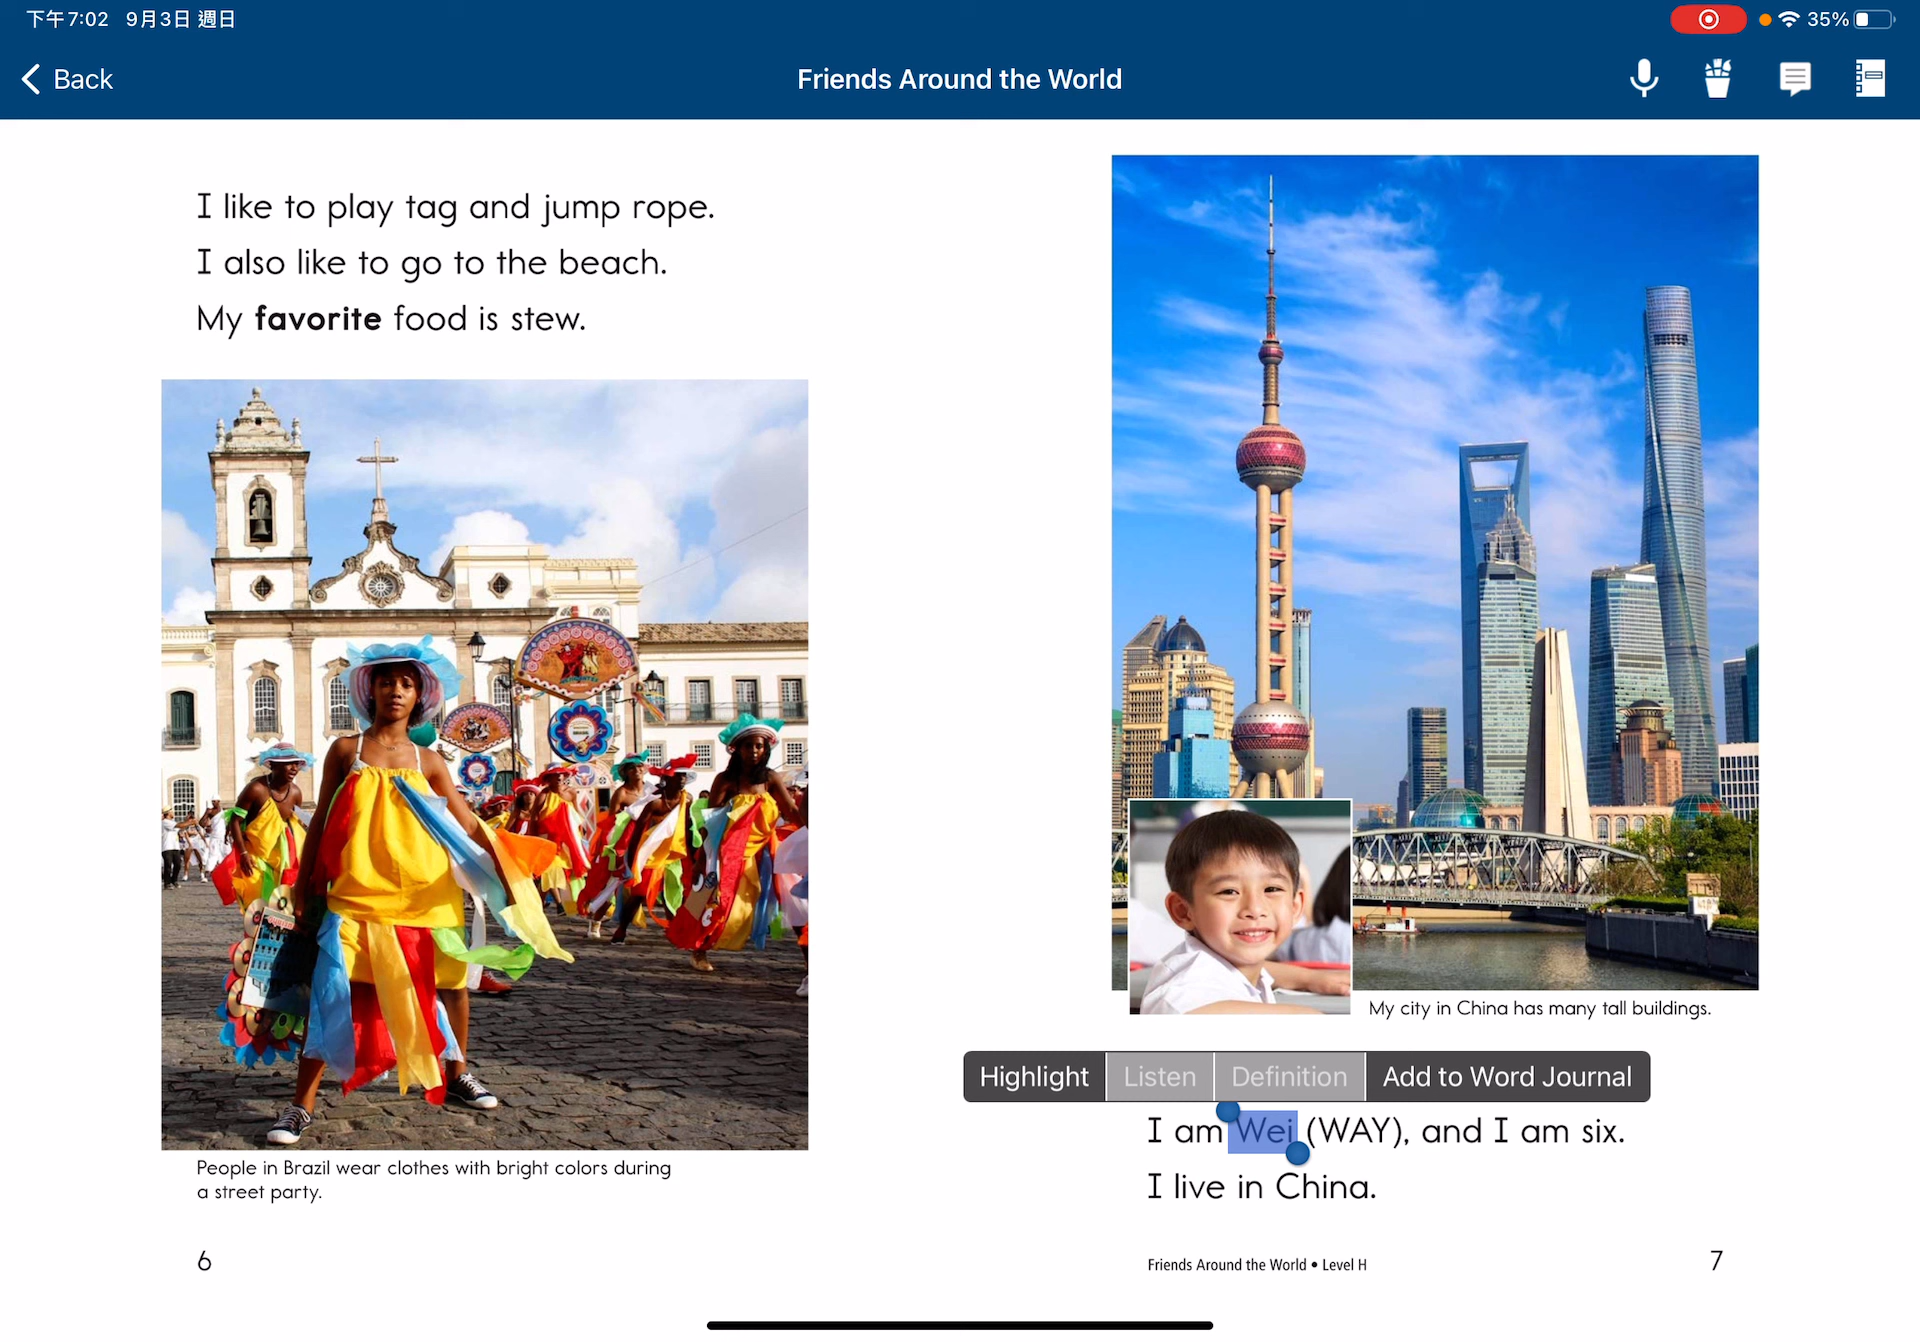 下午7:02 9月3日 週日
35%
Back
Friends Around the World
I like to play tag and jump rope.
I also like to go to the beach.
My favorite food is stew.
People in Brazil wear clothes with bright colors during
a street party.
6
My city in China has many tall buildings.
Highlight
Listen
Definition
Add to Word Journal
I am Wei (WAY), and I am six.
I live in China.
Friends Around the World • Level H
7